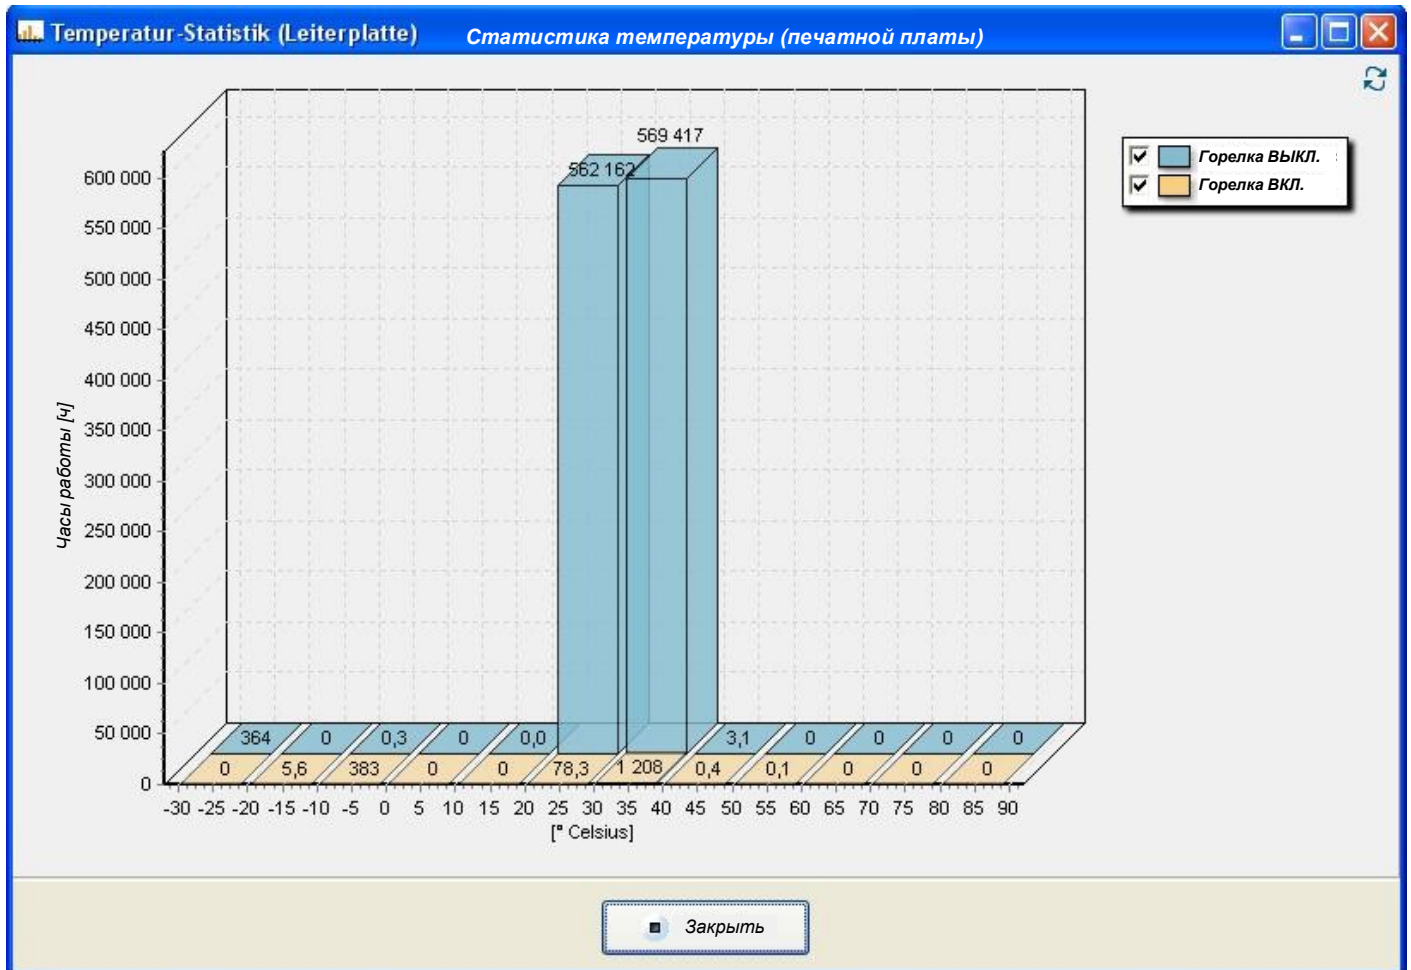 Temperatur-Statistik (Leiterplatte) Статистика температуры (печатной платы)
569 417
562 162
Горелка ВЫКЛ.
Горелка ВКЛ.
600 000
550 000
500 000
450 000
400 000
350 000
300 000
250 000
200 000
150 000
100 000
50 000
0
Часы работы [ч]
364 0 0,3 0 0,0 3,1 0 0 0 0
0 5,6 383 0 0 78,3 1 208 0,4 0,1 0 0 0
-30 -25 -20 -15 -10 -5 0 5 10 15 20 25 30 35 40 45 50 55 60 65 70 75 80 85 90
[° Celsius]
Закрыть